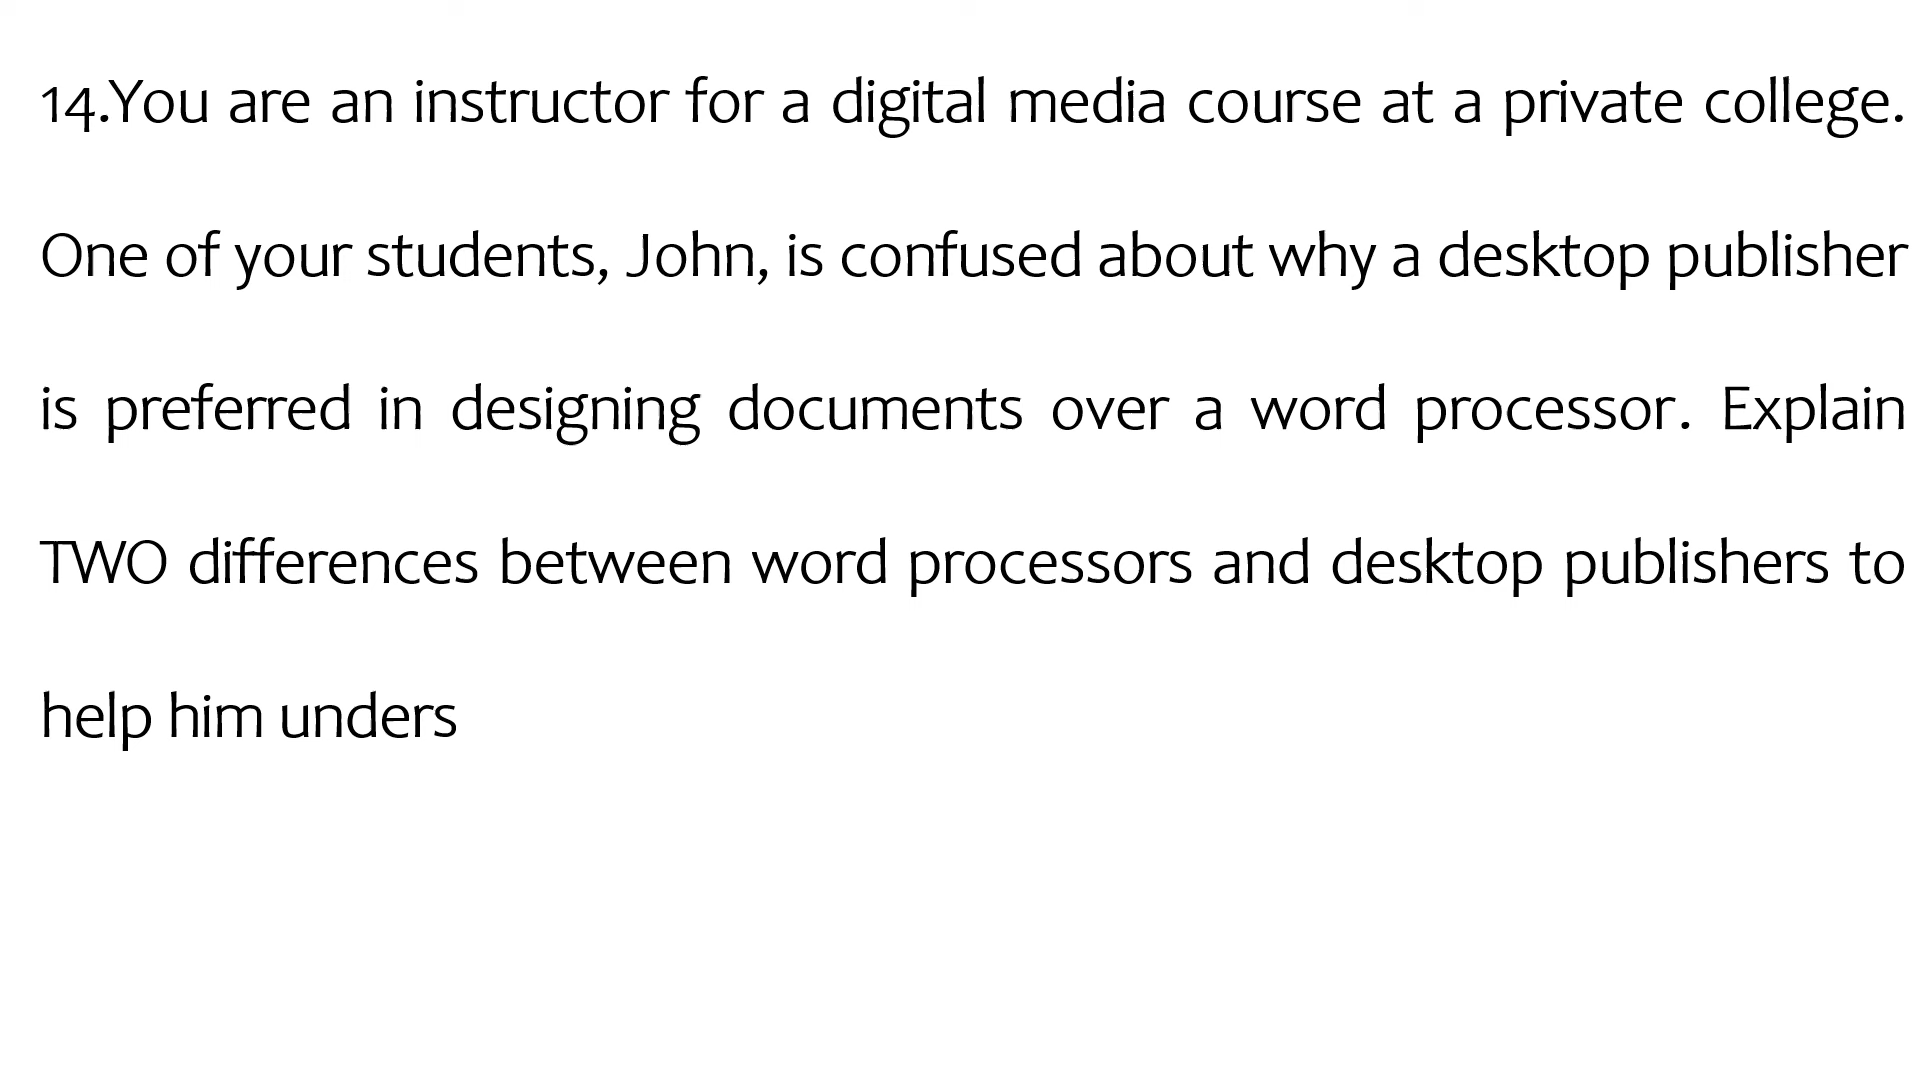 14.You are an instructor for a digital media course at a private college.
One of your students, John, is confused about why a desktop publisher
is preferred in designing documents over a word processor. Explain
TWO differences between word processors and desktop publishers to
help him unders